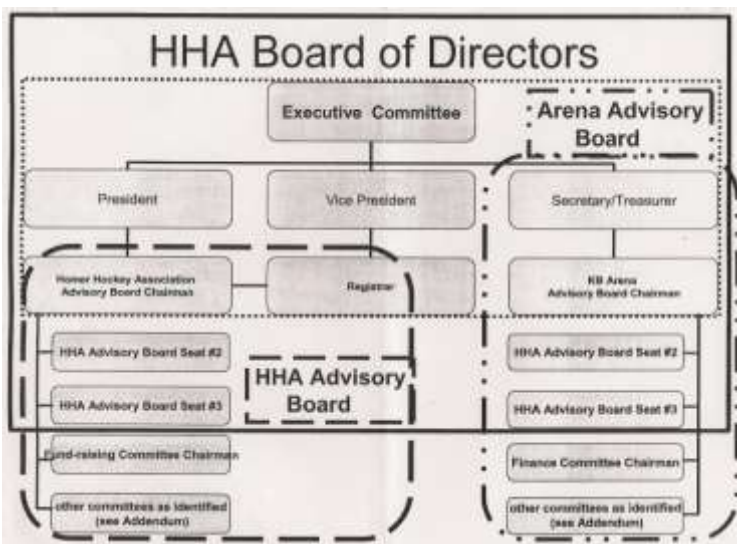 HHA Board of Directors
Executive Committee
Arena Advisory
Board
President
Vice President
Secretary/Treasurer
Homer Hockey Association
Advisory Board Chairman
Registrar
KB Arena
Advisory Board Chairman
HHA Advisory Board Seat #2
HHA Advisory Board Seat #3
Fund-raising Committee Chairman
other committees as identified
(see Addendum)
HHA Advisory
Board
HHA Advisory Board Seat #2
HHA Advisory Board Seat #3
Finance Committee Chairman
other committees as identified
(see Addendum)